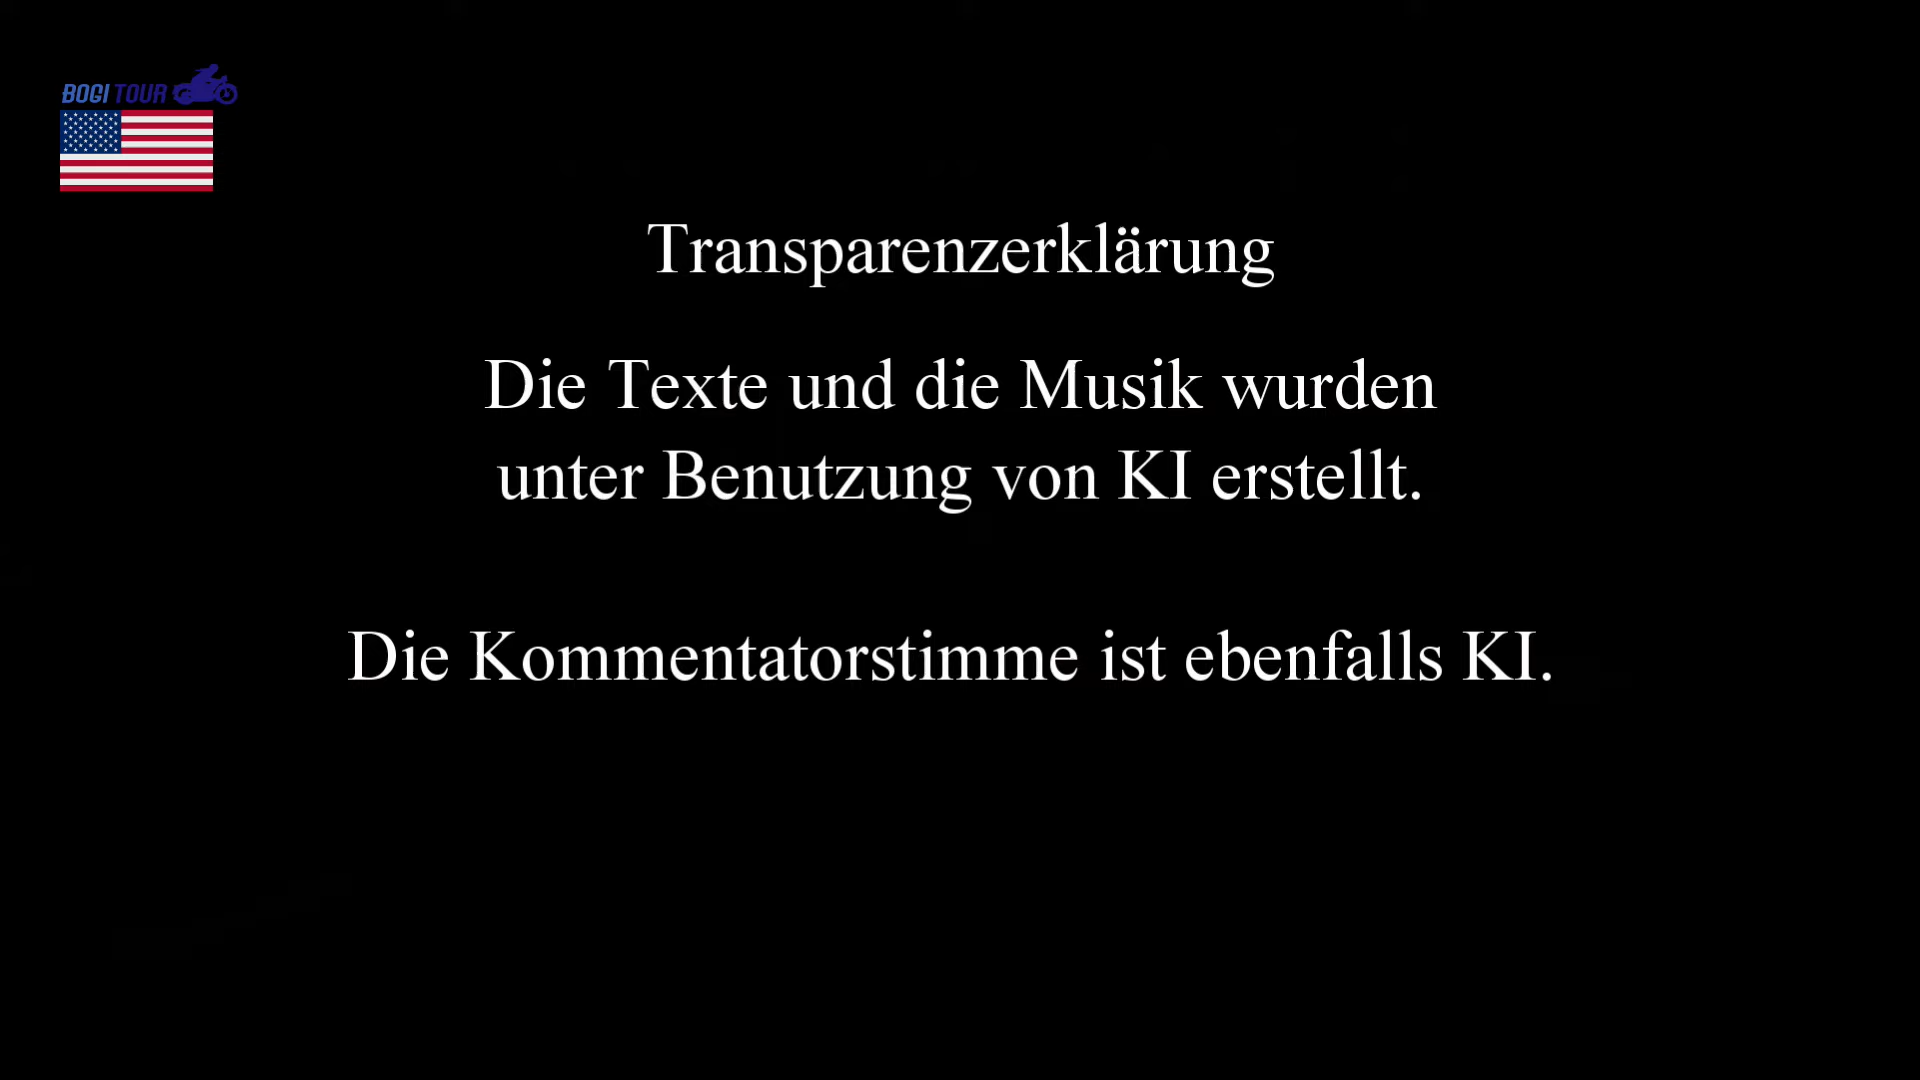 BOGI TOUR
Transparenzerklärung
Die Texte und die Musik wurden
unter Benutzung von KI erstellt.
Die Kommentatorstimme ist ebenfalls KI.